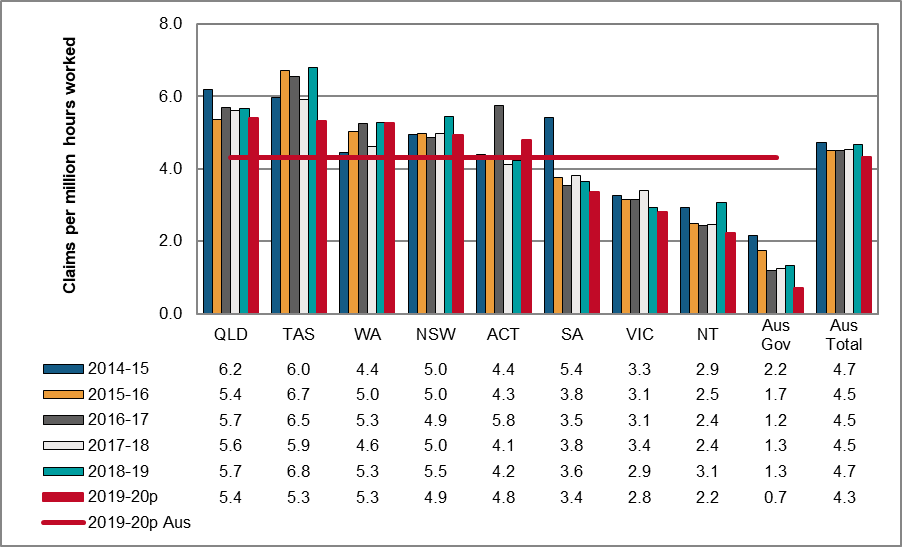 8.0
6.0
4.0
2.0
0.0
Claims per million hours worked
QLD TAS WA NSW ACT SA VIC NT Aus Gov Aus Total
2014-15 6.2 6.0 4.4 5.0 4.4 5.4 3.3 2.9 2.2 4.7
2015-16 5.4 6.7 5.0 5.0 4.3 3.8 3.1 2.5 1.7 4.5
2016-17 5.7 6.5 5.3 4.9 5.8 3.5 3.1 2.4 1.2 4.5
2017-18 5.6 5.9 4.6 5.0 4.1 3.8 3.4 2.4 1.3 4.5
2018-19 5.7 6.8 5.3 5.5 4.2 3.6 2.9 3.1 1.3 4.7
2019-20p 5.4 5.3 5.3 4.9 4.8 3.4 2.8 2.2 0.7 4.3
2019-20p Aus